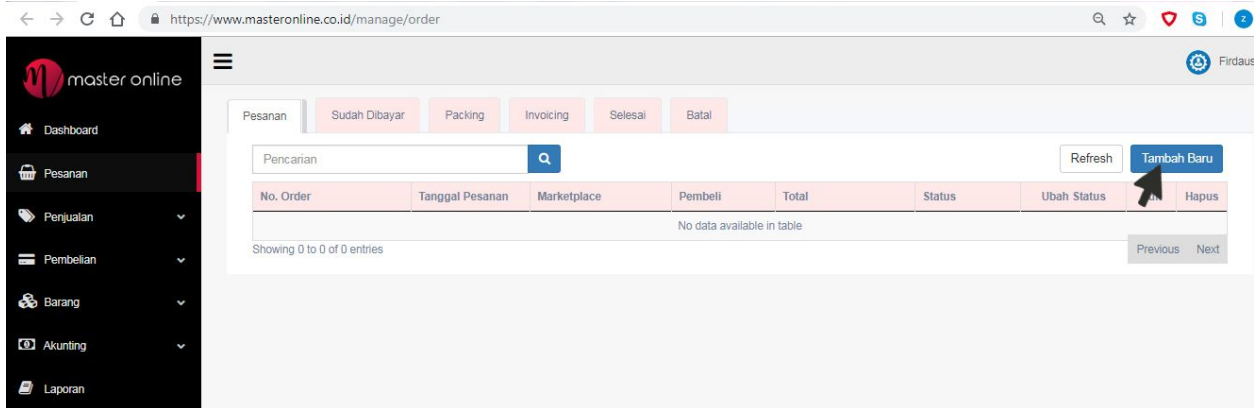 https://www.masteronline.co.id/manage/order
master online
Firdaus
Dashboard
Pesanan
Penjualan
Pembelian
Barang
Akunting
Laporan
Pesanan Sudah Dibayar Packing Invoicing Selesai Batal
Pencarian Refresh Tambah Baru
No. Order Tanggal Pesanan Marketplace Pembeli Total Status Ubah Status Hapus
No data available in table
Showing 0 to 0 of 0 entries Previous Next